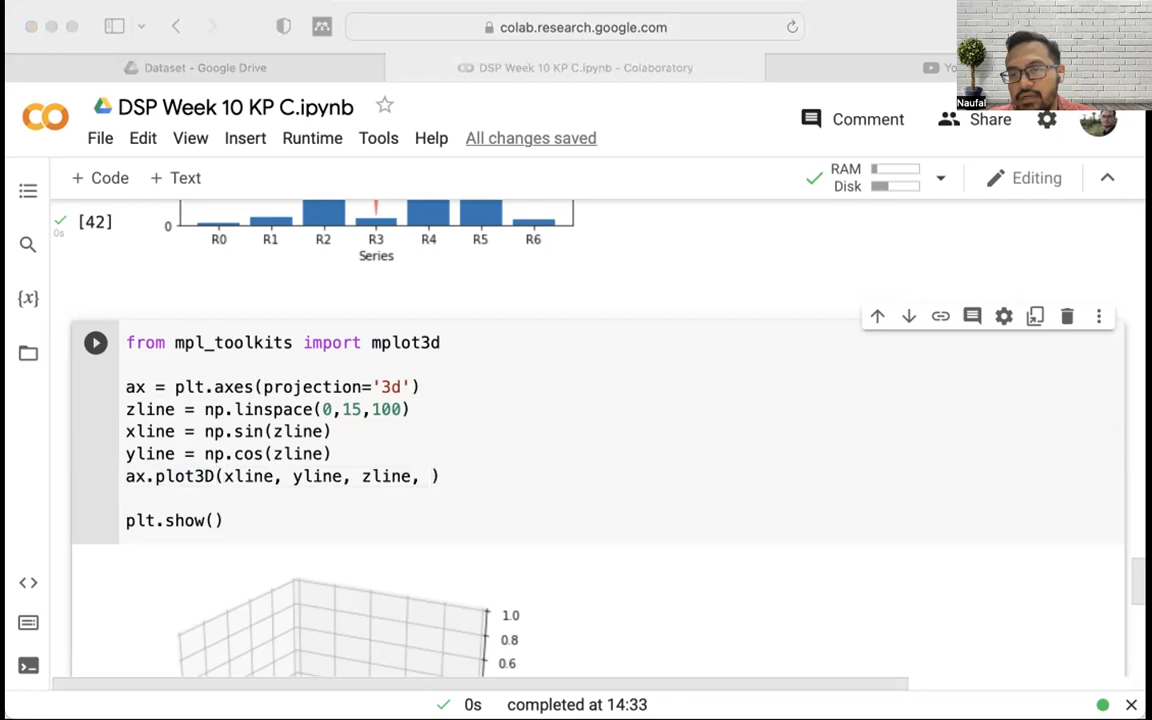 colab.research.google.com
Dataset - Google Drive
DSP Week 10 KP C.ipynb - Colaboratory
Naufal
DSP Week 10 KP C.ipynb
File Edit View Insert Runtime Tools Help All changes saved
Comment
Share
+ Code + Text
RAM
Disk
Editing
[42]
0s
0
R0 R1 R2 R3 R4 R5 R6
Series
{x}
from mpl_toolkits import mplot3d
ax = plt.axes(projection='3d')
zline = np.linspace(0,15,100)
xline = np.sin(zline)
yline = np.cos(zline)
ax.plot3D(xline, yline, zline, )
plt.show()
1.0
0.8
0.6
0s completed at 14:33